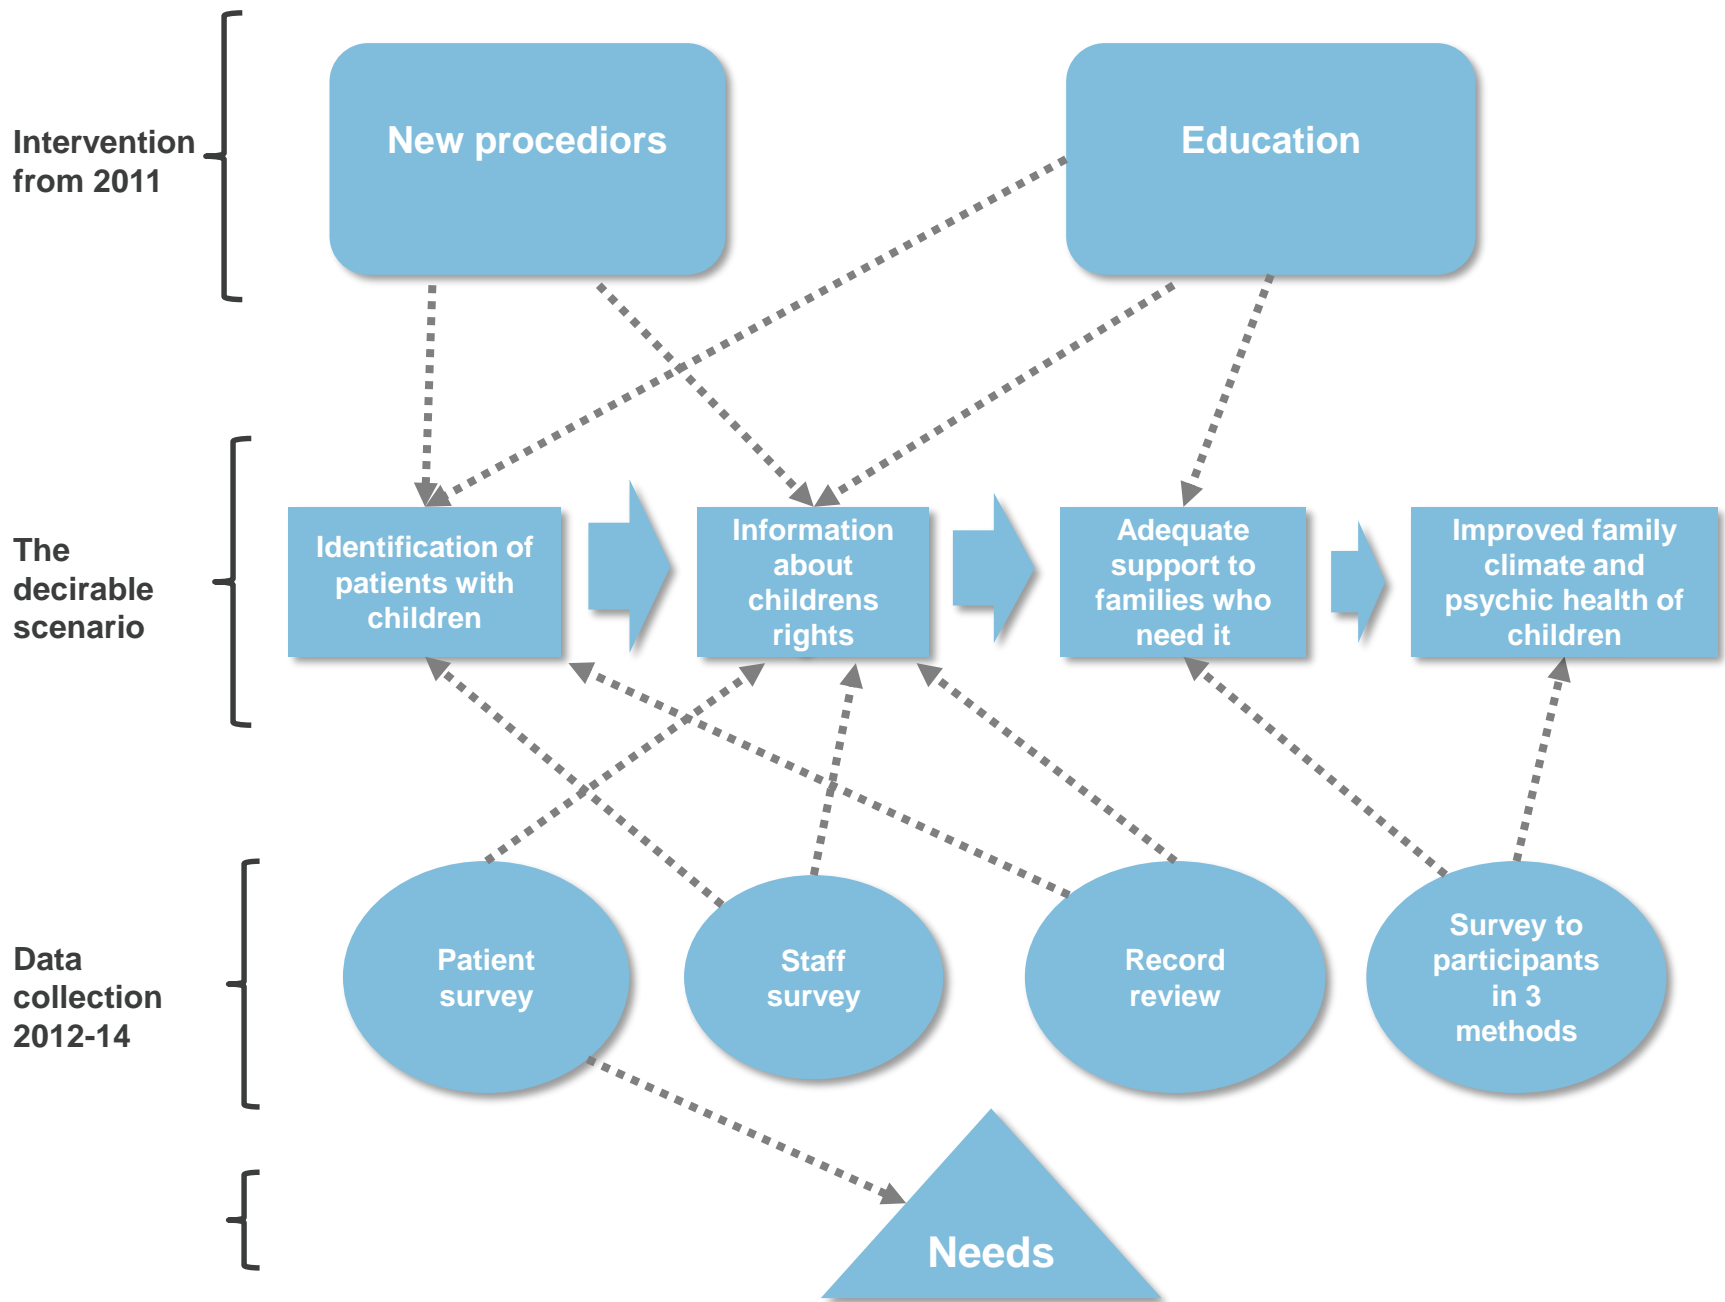 Intervention
from 2011
New procediors
Education
The
decirable
scenario
Identification of
patients with
children
Information
about
childrens
rights
Adequate
support to
families who
need it
Improved family
climate and
psychic health of
children
Data
collection
2012-14
Patient
survey
Staff
survey
Record
review
Survey to
participants
in 3
methods
Needs